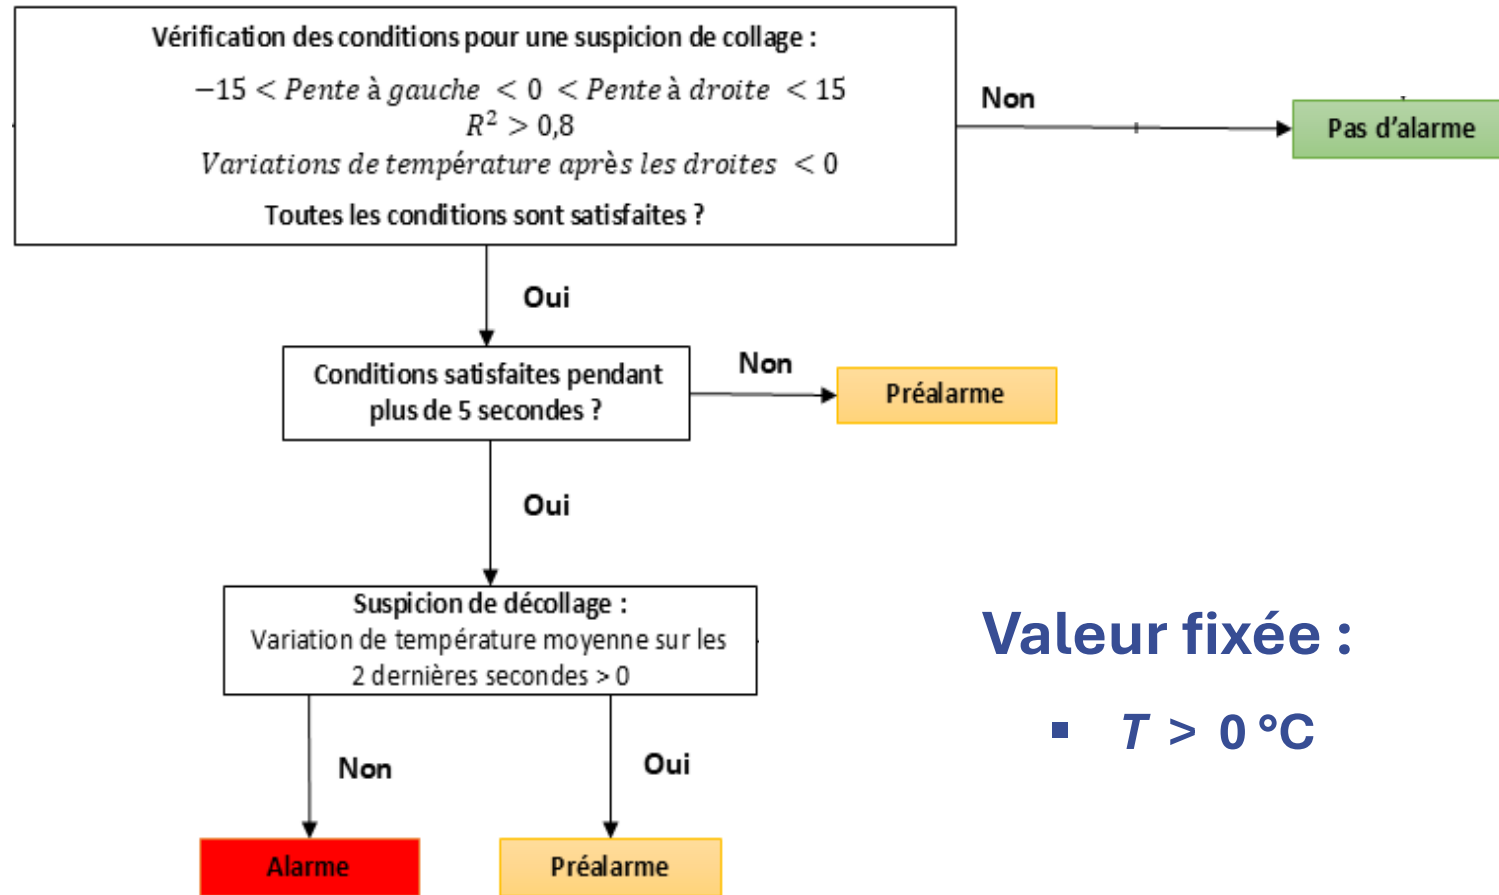 Vérification des conditions pour une suspicion de collage :
−15 < Pente à gauche < 0 < Pente à droite < 15
R² > 0,8
Variations de température après les droites < 0
Toutes les conditions sont satisfaites ?
Non
Pas d’alarme
Oui
Conditions satisfaites pendant
plus de 5 secondes ?
Non
Préalarme
Oui
Suspicion de décollage :
Variation de température moyenne sur les
2 dernières secondes > 0
Valeur fixée :
▪ T > 0 °C
Non
Oui
Alarme
Préalarme